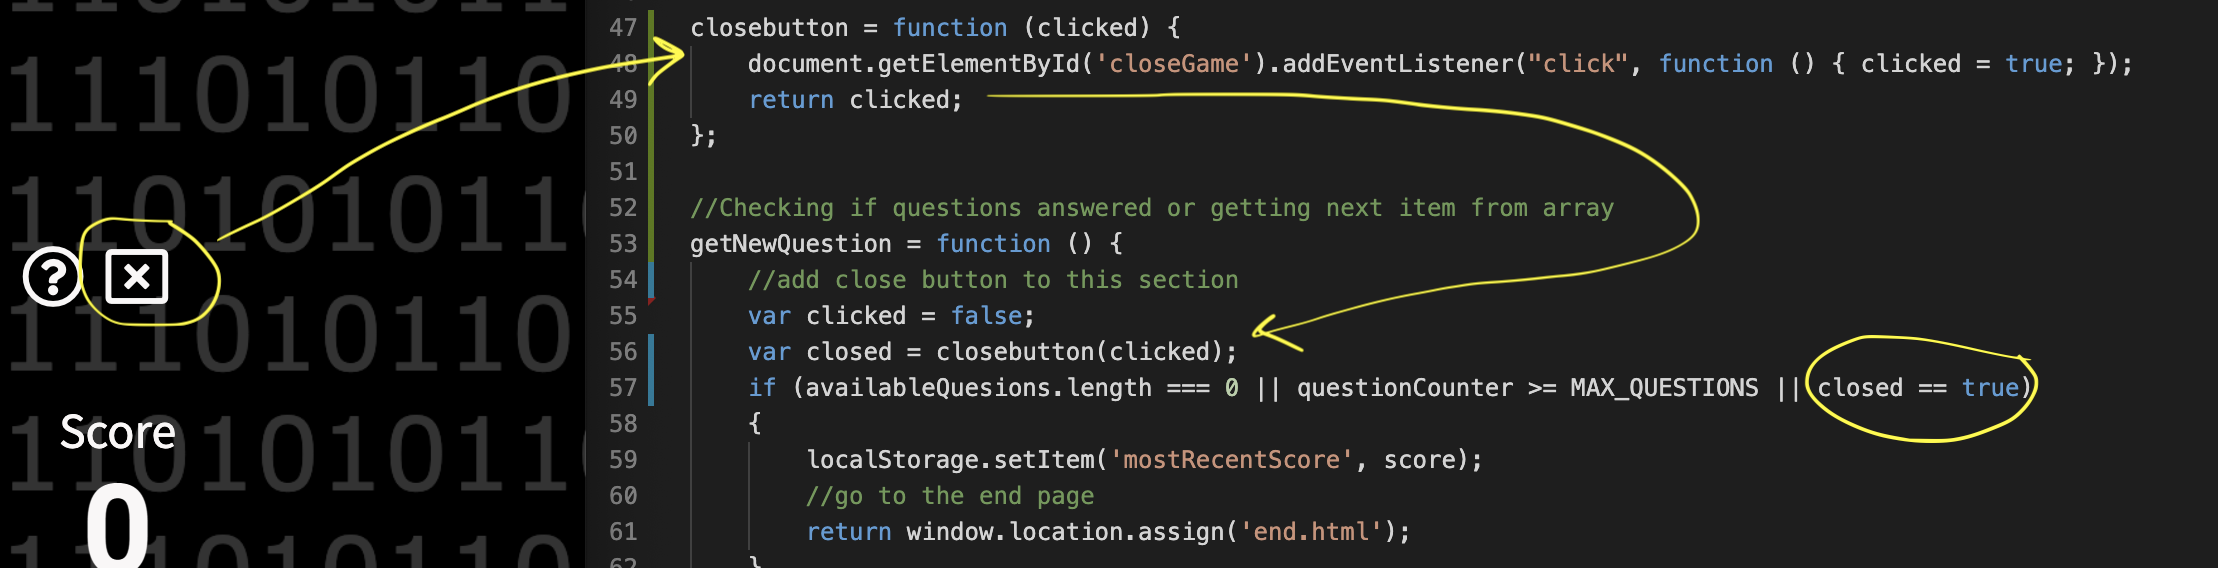 111010110
110101011
?
111010110
Score
110101011
0
47 closebutton = function (clicked) {
48 document.getElementById('closeGame').addEventListener("click", function () { clicked = true; });
49 return clicked;
50 };
51
52 //Checking if questions answered or getting next item from array
53 getNewQuestion = function () {
54 //add close button to this section
55 var clicked = false;
56 var closed = closebutton(clicked);
57 if (availableQuesions.length === 0 || questionCounter >= MAX_QUESTIONS || closed == true)
58 {
59 localStorage.setItem('mostRecentScore', score);
60 //go to the end page
61 return window.location.assign('end.html');
62 }